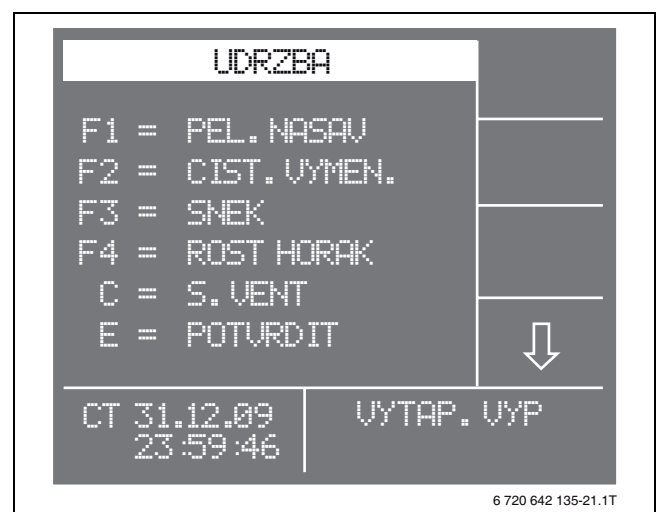 UDRZBA
F1 = PEL. NASAV
F2 = CIST. VYMEN.
F3 = SNEK
F4 = ROST HORAK
C = S. VENT
E = POTVRDIT
CT 31.12.09
23:59:46
VYTAP. VYP
6 720 642 135-21.1T